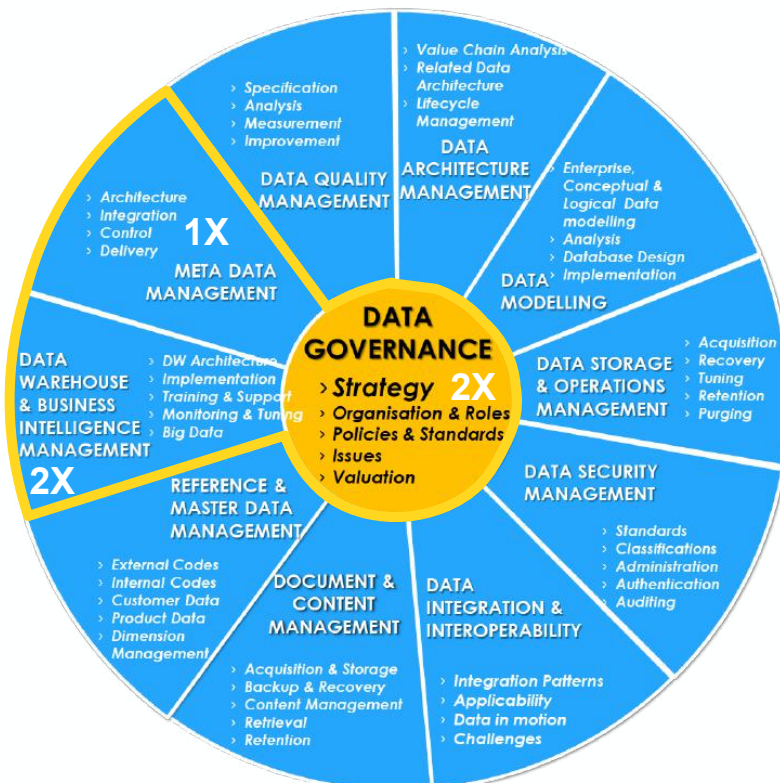 › Value Chain Analysis
› Related Data
Architecture
› Lifecycle
Management
DATA
ARCHITECTURE
MANAGEMENT
› Enterprise,
Conceptual &
Logical Data
modelling
› Analysis
› Database Design
› Implementation
DATA
MODELLING
› Acquisition
› Recovery
› Tuning
› Retention
› Purging
DATA STORAGE
& OPERATIONS
MANAGEMENT
DATA SECURITY
MANAGEMENT
› Standards
› Classifications
› Administration
› Authentication
› Auditing
DATA
INTEGRATION &
INTEROPERABILITY
› Integration Patterns
› Applicability
› Data in motion
› Challenges
DOCUMENT &
CONTENT
MANAGEMENT
› Acquisition & Storage
› Backup & Recovery
› Content Management
› Retrieval
› Retention
REFERENCE &
MASTER DATA
MANAGEMENT
› External Codes
› Internal Codes
› Customer Data
› Product Data
› Dimension
Management
DATA
WAREHOUSE
& BUSINESS
INTELLIGENCE
MANAGEMENT
2X
› DW Architecture
› Implementation
› Training & Support
› Monitoring & Tuning
› Big Data
› Architecture
› Integration
› Control
› Delivery
1X
META DATA
MANAGEMENT
› Specification
› Analysis
› Measurement
› Improvement
DATA QUALITY
MANAGEMENT
DATA
GOVERNANCE
› Strategy 2X
› Organisation & Roles
› Policies & Standards
› Issues
› Valuation